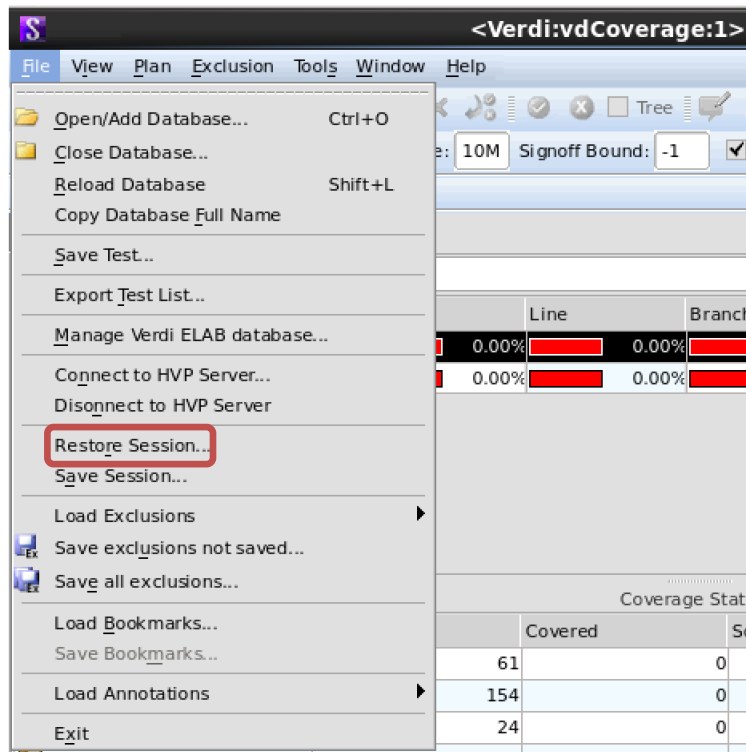 S <Verdi:vdCoverage:1>
File View Plan Exclusion Tools Window Help
Open/Add Database... Ctrl+O
Tree
Close Database...
10M Signoff Bound: -1
Reload Database Shift+L
Copy Database Full Name
Save Test...
Export Test List...
Line Branch
Manage Verdi ELAB database...
0.00% 0.00%
Connect to HVP Server...
0.00% 0.00%
Disonnect to HVP Server
Restore Session...
Save Session...
Load Exclusions
Ex Save exclusions not saved...
Ex Save all exclusions...
Coverage Stat
Load Bookmarks...
Covered
Save Bookmarks...
61 0
Load Annotations
154 0
Exit
24 0